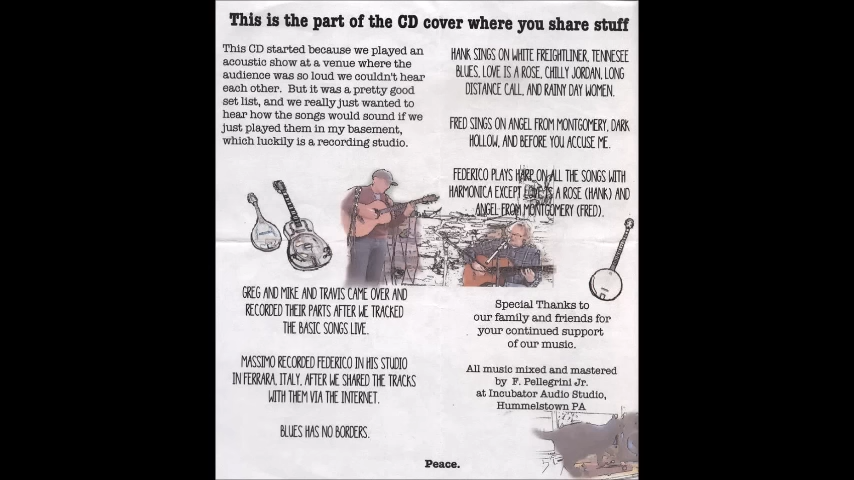 This is the part of the CD cover where you share stuff
This CD started because we played an
acoustic show at a venue where the
audience was so loud we couldn't hear
each other. But it was a pretty good
set list, and we really just wanted to
hear how the songs would sound if we
just played them in my basement,
which luckily is a recording studio.
HANK SINGS ON WHITE FREIGHTLINER, TENNESEE
BLUES, LOVE IS A ROSE, CHILLY JORDAN, LONG
DISTANCE CALL, AND RAINY DAY WOMEN.
FRED SINGS ON ANGEL FROM MONTGOMERY, DARK
HOLLOW, AND BEFORE YOU ACCUSE ME.
FEDERICO PLAYS HARP ON ALL THE SONGS WITH
HARMONICA EXCEPT LOVE IS A ROSE (HANK) AND
ANGEL FROM MONTGOMERY (FRED).
GREG AND MIKE AND TRAVIS CAME OVER AND
RECORDED THEIR PARTS AFTER WE TRACKED
THE BASIC SONGS LIVE.
MASSIMO RECORDED FEDERICO IN HIS STUDIO
IN FERRARA, ITALY, AFTER WE SHARED THE TRACKS
WITH THEM VIA THE INTERNET.
BLUES HAS NO BORDERS.
Special Thanks to
our family and friends for
your continued support
of our music.
All music mixed and mastered
by F. Pellegrini Jr.
at Incubator Audio Studio,
Hummelstown PA
Peace.